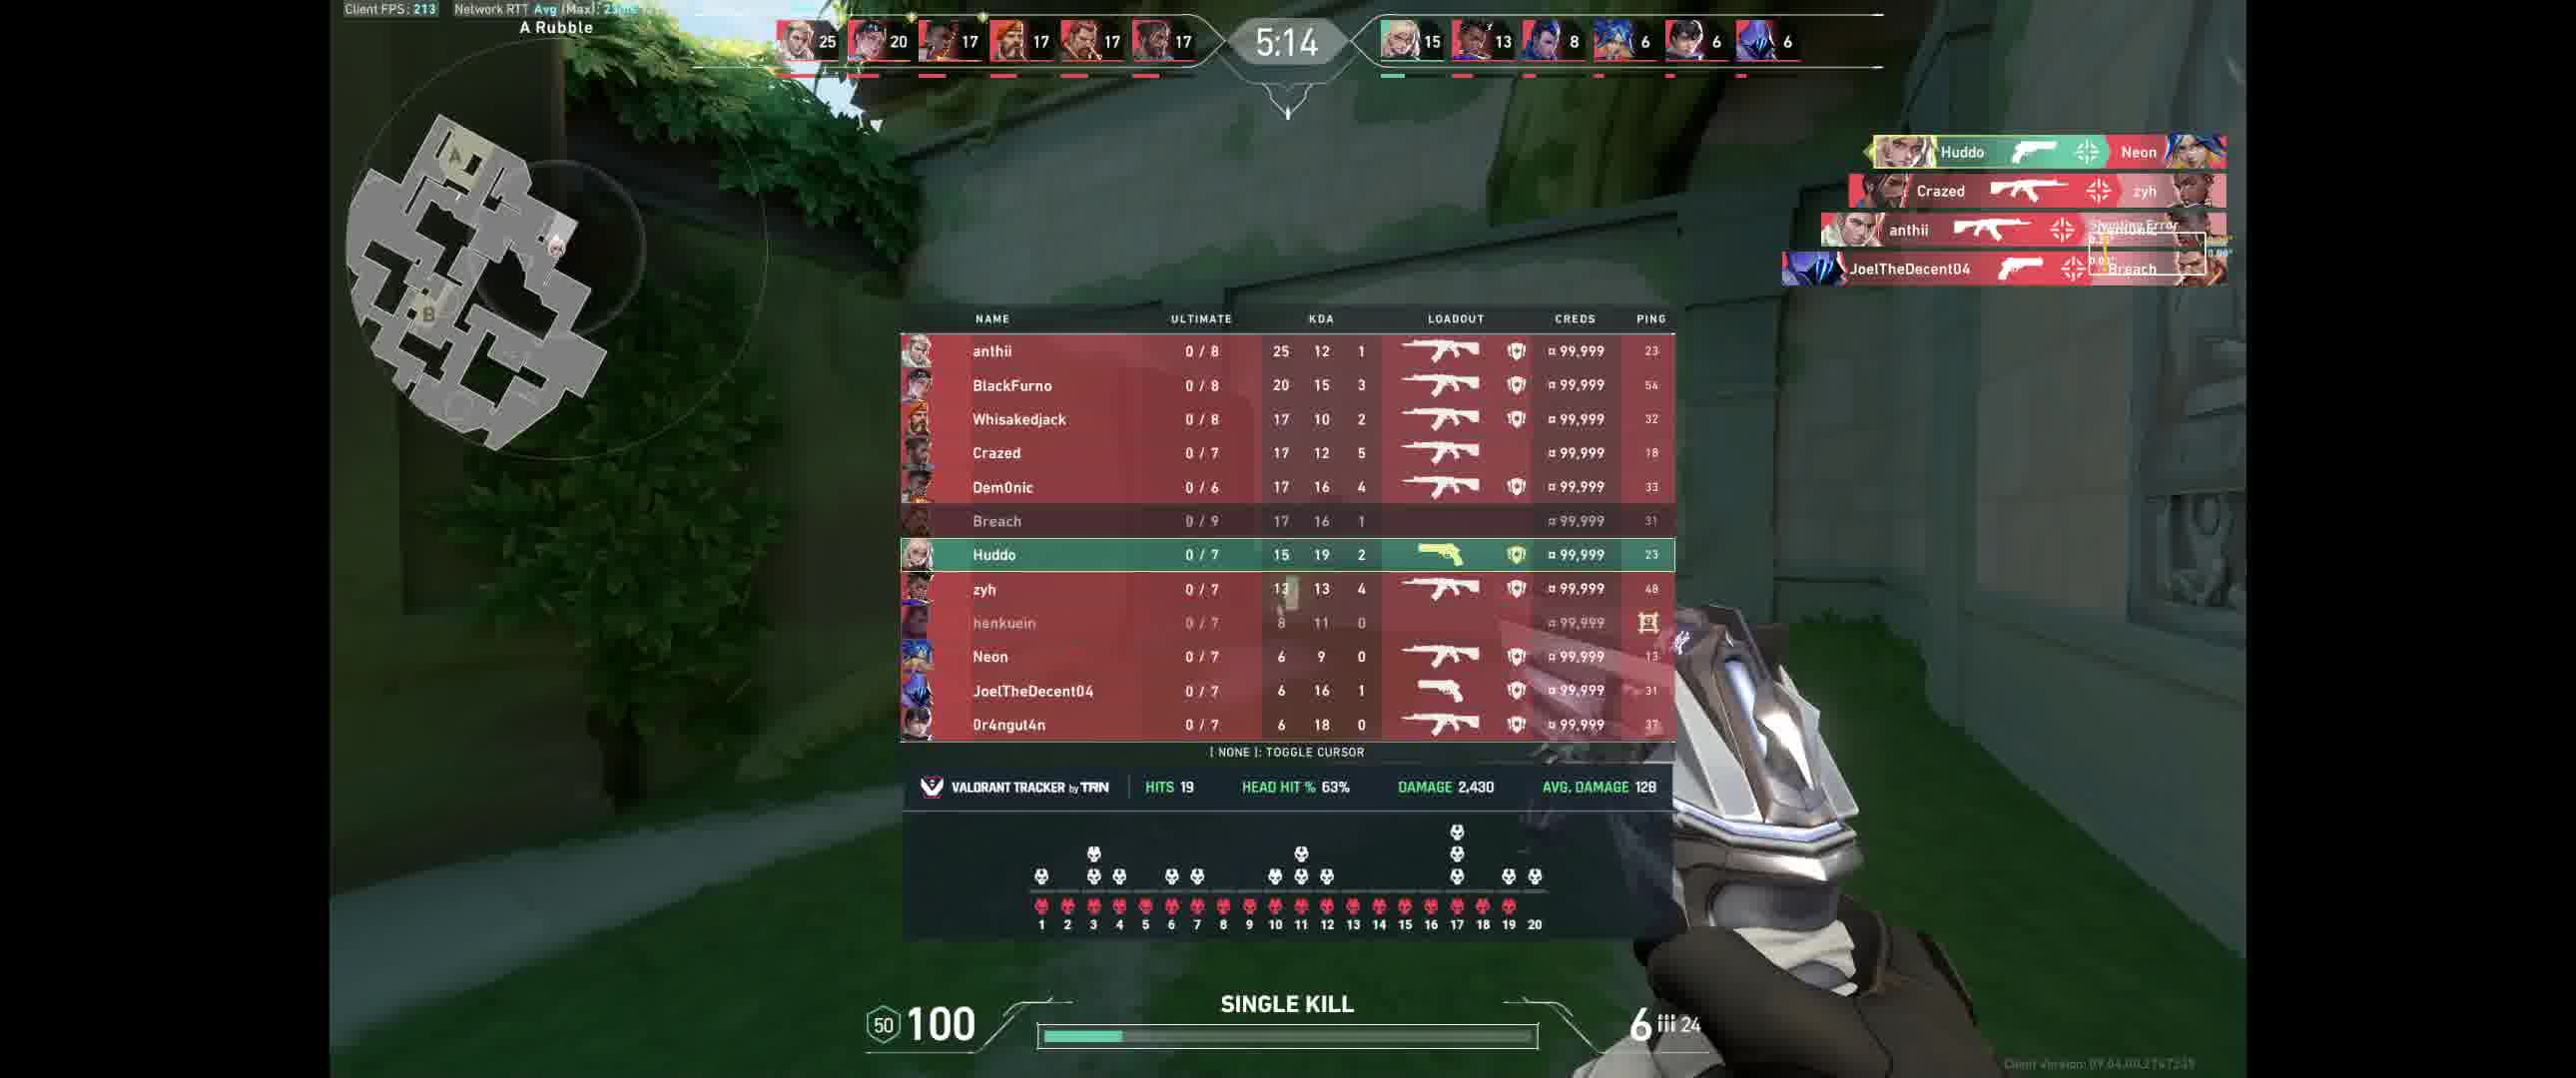 Client FPS: 213 Network RTT Avg (Max): 23ms
A Rubble
25 20 17 17 17 17 5:14 15 13 8 6 6 6
A
B
Huddo Neon
Crazed zyh
anthii Shooting Error
JoelTheDecent04 Breach
NAME ULTIMATE KDA LOADOUT CREDS PING
anthii 0 / 8 25 12 1 ¤ 99,999 23
BlackFurno 0 / 8 20 15 3 ¤ 99,999 54
Whisakedjack 0 / 8 17 10 2 ¤ 99,999 32
Crazed 0 / 7 17 12 5 ¤ 99,999 18
Dem0nic 0 / 6 17 16 4 ¤ 99,999 33
Breach 0 / 9 17 16 1 ¤ 99,999 31
Huddo 0 / 7 15 19 2 ¤ 99,999 23
zyh 0 / 7 13 13 4 ¤ 99,999 48
henkuein 0 / 7 8 11 0 ¤ 99,999
Neon 0 / 7 6 9 0 ¤ 99,999 13
JoelTheDecent04 0 / 7 6 16 1 ¤ 99,999 31
0r4ngut4n 0 / 7 6 18 0 ¤ 99,999 37
[ NONE ]: TOGGLE CURSOR
VALORANT TRACKER by TRN HITS 19 HEAD HIT % 63% DAMAGE 2,430 AVG. DAMAGE 128
1 2 3 4 5 6 7 8 9 10 11 12 13 14 15 16 17 18 19 20
SINGLE KILL
50 100 6 24